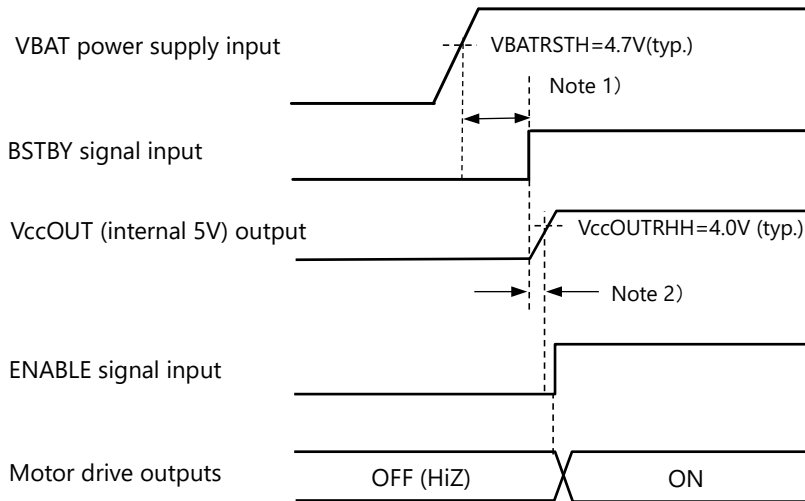 VBAT power supply input
VBATRSTH=4.7V(typ.)
Note 1）
BSTBY signal input
VccOUT (internal 5V) output
VccOUTRHH=4.0V (typ.)
Note 2）
ENABLE signal input
Motor drive outputs
OFF (HiZ)
ON